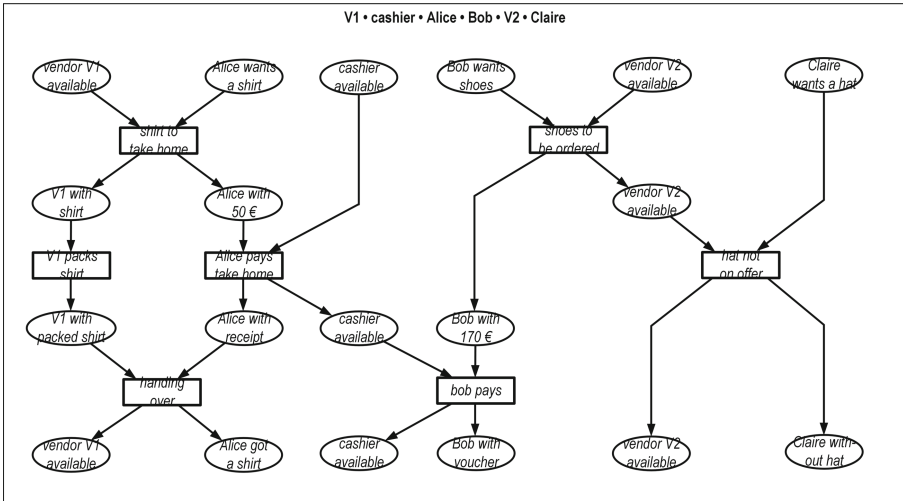 V1 • cashier • Alice • Bob • V2 • Claire
vendor V1
available
Alice wants
a shirt
cashier
available
Bob wants
shoes
vendor V2
available
Claire
wants a hat
shirt to
take home
shoes to
be ordered
V1 with
shirt
Alice with
50 €
vendor V2
available
V1 packs
shirt
Alice pays
take home
hat not
on offer
V1 with
packed shirt
Alice with
receipt
cashier
available
Bob with
170 €
handing
over
bob pays
vendor V1
available
Alice got
a shirt
cashier
available
Bob with
voucher
vendor V2
available
Claire with-
out hat